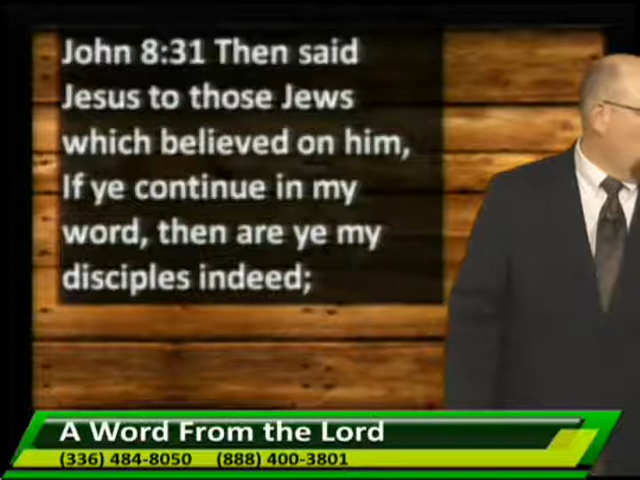 John 8:31 Then said
Jesus to those Jews
which believed on him,
If ye continue in my
word, then are ye my
disciples indeed;
A Word From the Lord
(336) 484-8050 (888) 400-3801